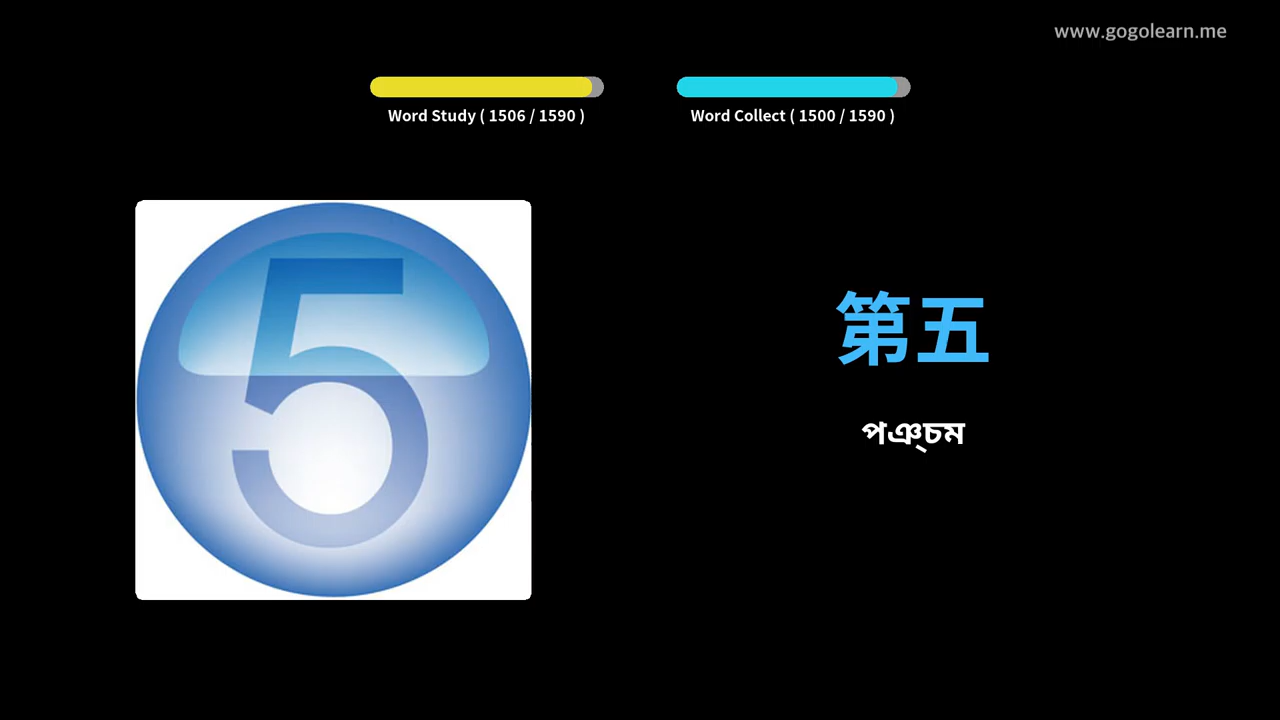 www.gogolearn.me
Word Study ( 1506 / 1590 )
Word Collect ( 1500 / 1590 )
5
第五
পঞ্চম